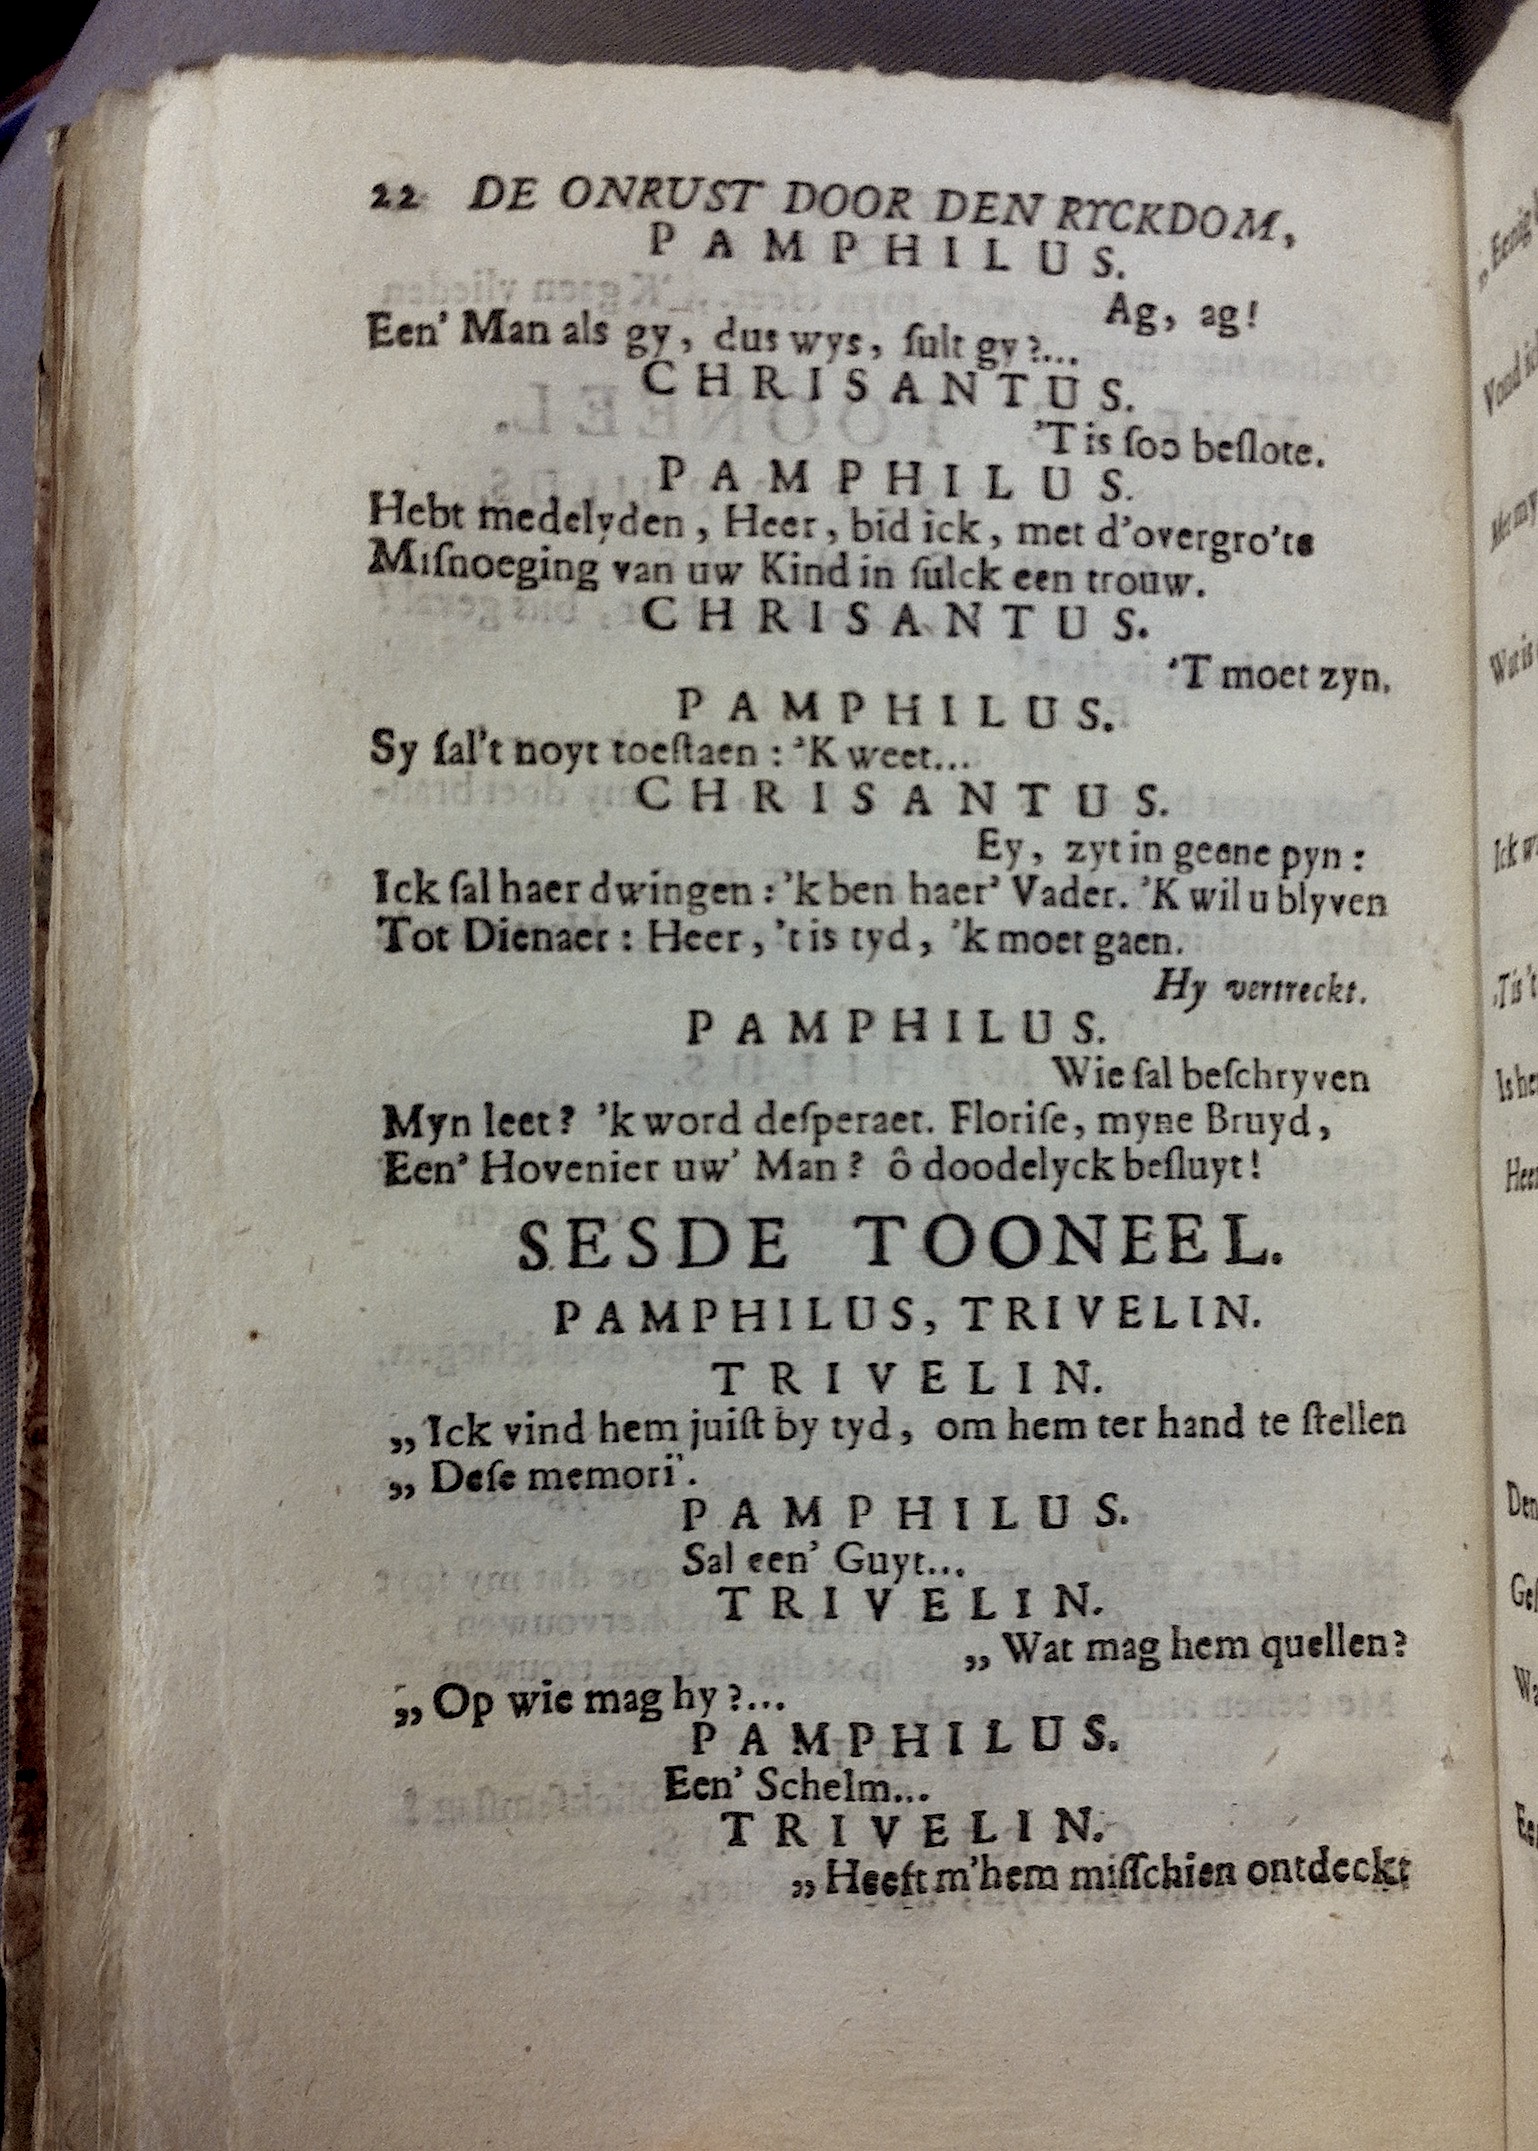 22 DE ONRUST DOOR DEN RYCKDOM,
PAMPHILUS.
Ag, ag!
Een' Man als gy, dus wys, ſult gy?...
CHRISANTUS.
'T is ſoo beſlote.
PAMPHILUS.
Hebt medelyden, Heer, bid ick, met d'overgro'te
Miſnoeging van uw Kind in ſulck een trouw.
CHRISANTUS.
'T moet zyn.
PAMPHILUS.
Sy ſal't noyt toeſtaen: 'K weet...
CHRISANTUS.
Ey, zyt in geene pyn:
Ick ſal haer dwingen: 'k ben haer' Vader. 'K wil u blyven
Tot Dienaer: Heer, 't is tyd, 'k moet gaen.
Hy vertreckt.
PAMPHILUS.
Wie ſal beſchryven
Myn leet? 'k word deſperaet. Floriſe, myne Bruyd,
Een' Hovenier uw' Man? ô doodelyck beſluyt!
SESDE TOONEEL.
PAMPHILUS, TRIVELIN.
TRIVELIN.
„ Ick vind hem juiſt by tyd, om hem ter hand te ſtellen
„ Deſe memori'.
PAMPHILUS.
Sal een' Guyt...
TRIVELIN.
„ Wat mag hem quellen?
„ Op wie mag hy?...
PAMPHILUS.
Een' Schelm...
TRIVELIN.
„ Heeft m'hem miſſchien ontdeckt